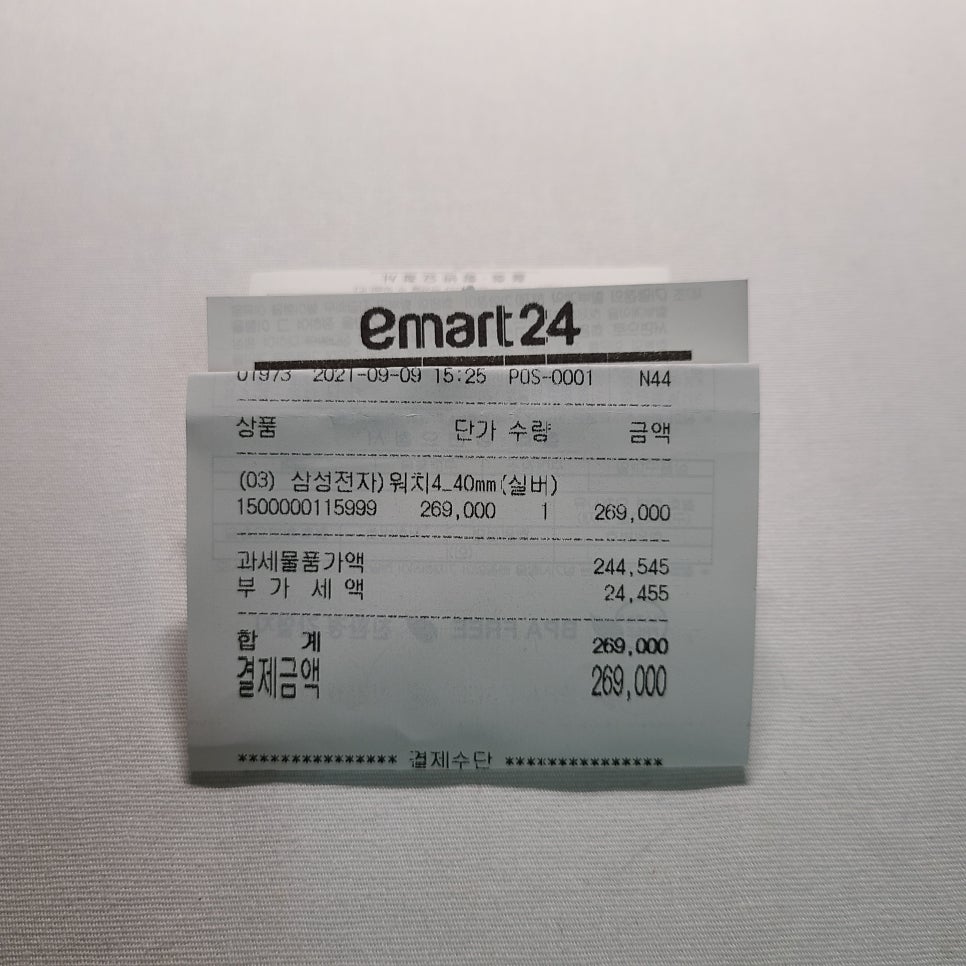 emart24
01973 2021-09-09 15:25 POS-0001 N44
상품 단가 수량 금액
(03) 삼성전자)워치4_40mm(실버)
1500000115999 269,000 1 269,000
과세물품가액 244,545
부 가 세 액 24,455
합 계 269,000
결제금액 269,000
*************** 결제수단 ***************